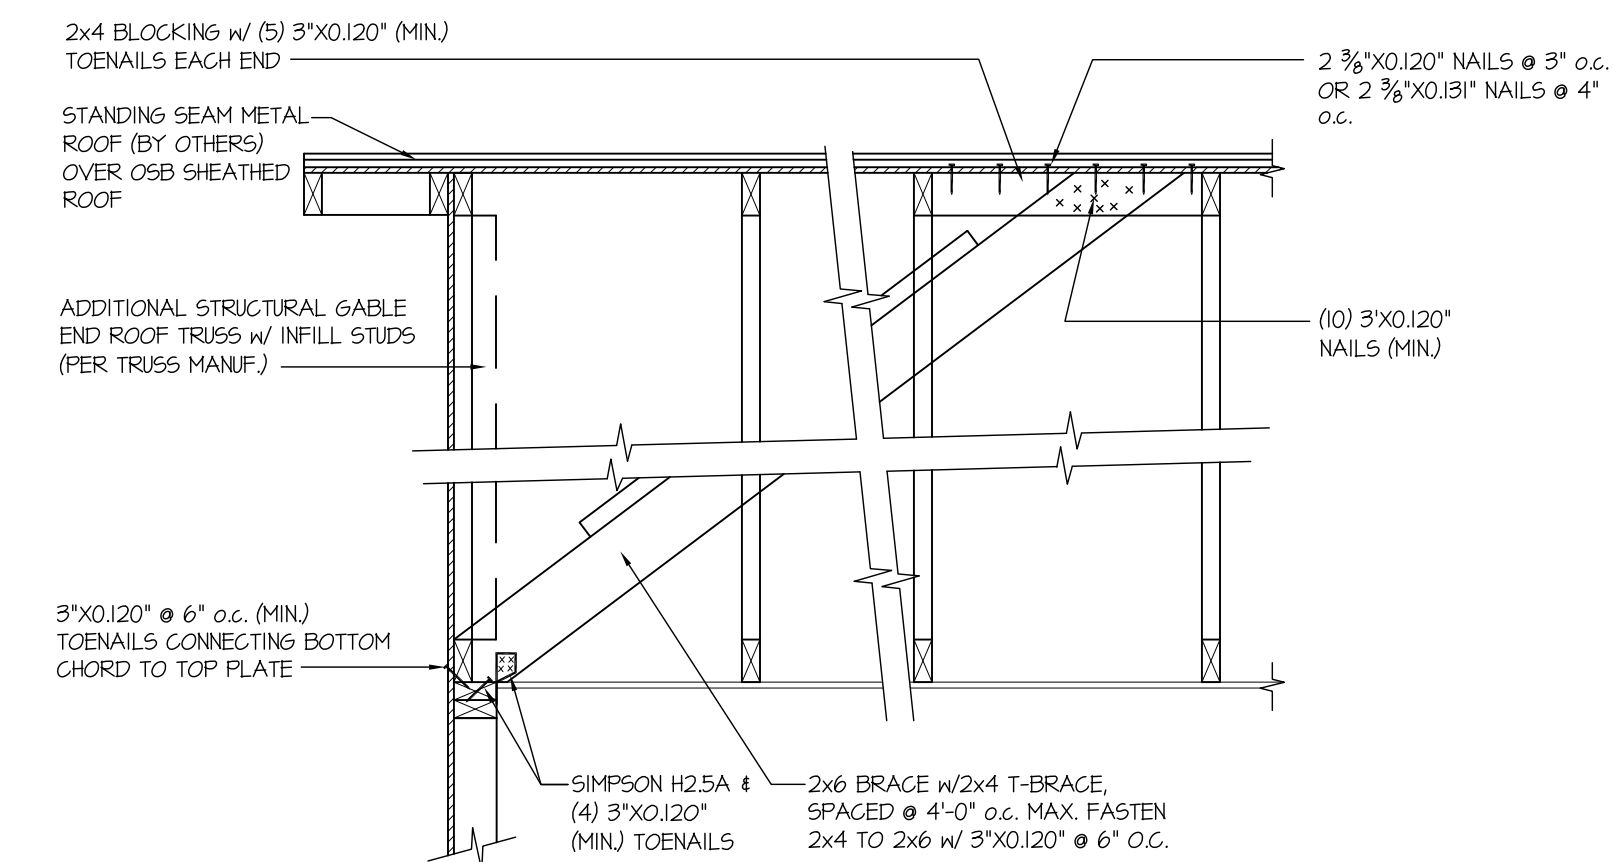 2x4 BLOCKING w/ (5) 3"X0.120" (MIN.)
TOENAILS EACH END
STANDING SEAM METAL
ROOF (BY OTHERS)
OVER OSB SHEATHED
ROOF
2 ⅜"X0.120" NAILS @ 3" o.c.
OR 2 ⅜"X0.131" NAILS @ 4"
o.c.
ADDITIONAL STRUCTURAL GABLE
END ROOF TRUSS w/ INFILL STUDS
(PER TRUSS MANUF.)
(10) 3'X0.120"
NAILS (MIN.)
3"X0.120" @ 6" o.c. (MIN.)
TOENAILS CONNECTING BOTTOM
CHORD TO TOP PLATE
SIMPSON H2.5A &
(4) 3"X0.120"
(MIN.) TOENAILS
2x6 BRACE w/2x4 T-BRACE,
SPACED @ 4'-0" o.c. MAX. FASTEN
2x4 TO 2x6 w/ 3"X0.120" @ 6" O.C.